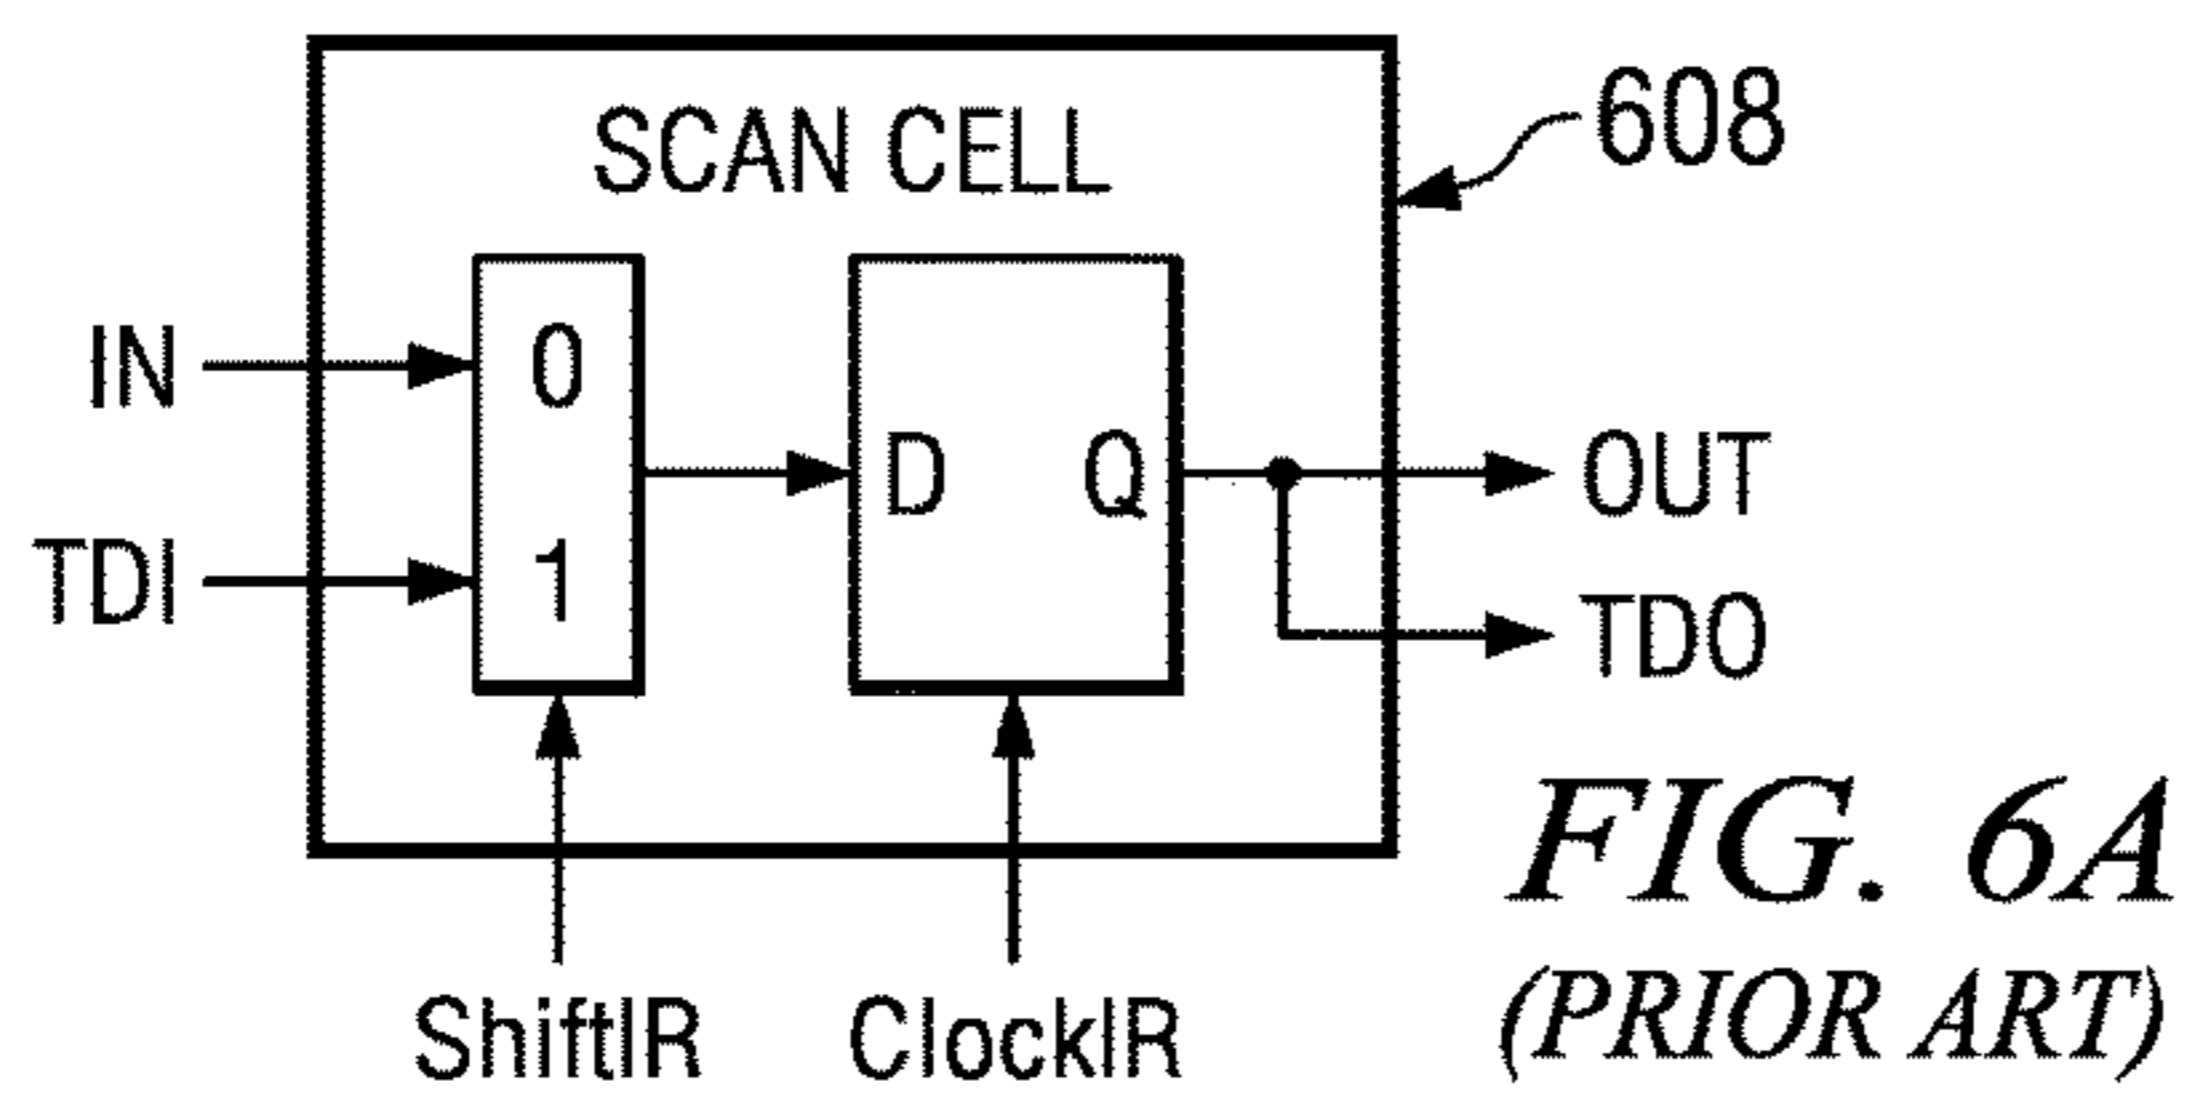 SCAN CELL
608
IN
0
TDI
1
D Q
OUT
TDO
ShiftIR
ClockIR
FIG. 6A
(PRIOR ART)